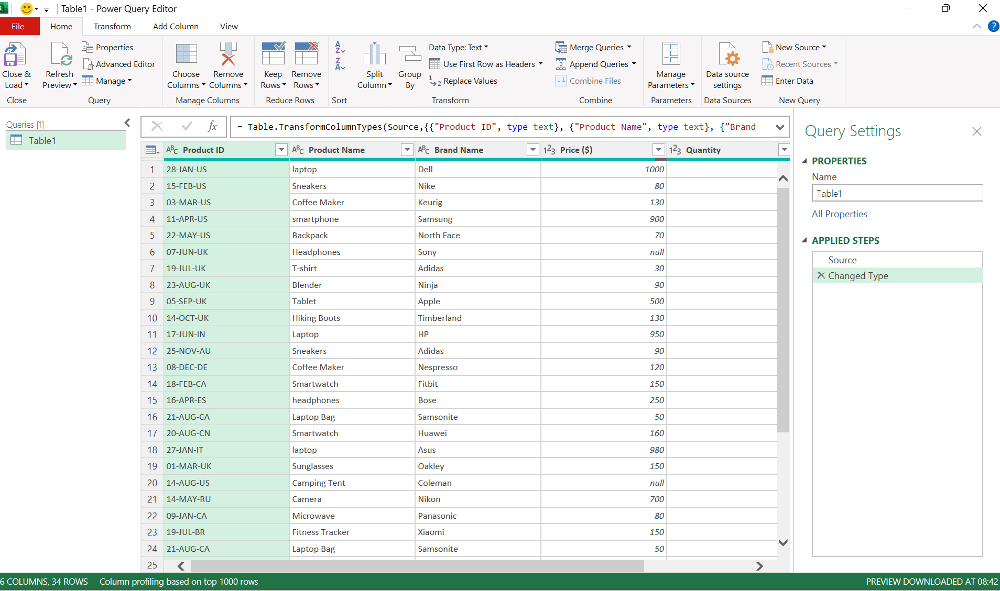 Table1 - Power Query Editor
File Home Transform Add Column View
Close & Load
Close
Refresh Preview
Properties
Advanced Editor
Manage
Query
Choose Columns
Remove Columns
Manage Columns
Keep Rows
Remove Rows
Reduce Rows
Sort
Split Column
Group By
Data Type: Text
Use First Row as Headers
Replace Values
Transform
Merge Queries
Append Queries
Combine Files
Combine
Manage Parameters
Parameters
Data source settings
Data Sources
New Source
Recent Sources
Enter Data
New Query
Queries [1]
Table1
fx
= Table.TransformColumnTypes(Source,{{"Product ID", type text}, {"Product Name", type text}, {"Brand
ABC Product ID ABC Product Name ABC Brand Name 123 Price ($) 123 Quantity
1 28-JAN-US laptop Dell 1000
2 15-FEB-US Sneakers Nike 80
3 03-MAR-US Coffee Maker Keurig 130
4 11-APR-US smartphone Samsung 900
5 22-MAY-US Backpack North Face 70
6 07-JUN-UK Headphones Sony null
7 19-JUL-UK T-shirt Adidas 30
8 23-AUG-UK Blender Ninja 90
9 05-SEP-UK Tablet Apple 500
10 14-OCT-UK Hiking Boots Timberland 130
11 17-JUN-IN Laptop HP 950
12 25-NOV-AU Sneakers Adidas 90
13 08-DEC-DE Coffee Maker Nespresso 120
14 18-FEB-CA Smartwatch Fitbit 150
15 16-APR-ES headphones Bose 250
16 21-AUG-CA Laptop Bag Samsonite 50
17 20-AUG-CN Smartwatch Huawei 160
18 27-JAN-IT laptop Asus 980
19 01-MAR-UK Sunglasses Oakley 150
20 14-AUG-US Camping Tent Coleman null
21 14-MAY-RU Camera Nikon 700
22 09-JAN-CA Microwave Panasonic 80
23 19-JUL-BR Fitness Tracker Xiaomi 150
24 21-AUG-CA Laptop Bag Samsonite 50
25
Query Settings
PROPERTIES
Name
Table1
All Properties
APPLIED STEPS
Source
Changed Type
6 COLUMNS, 34 ROWS Column profiling based on top 1000 rows PREVIEW DOWNLOADED AT 08:42